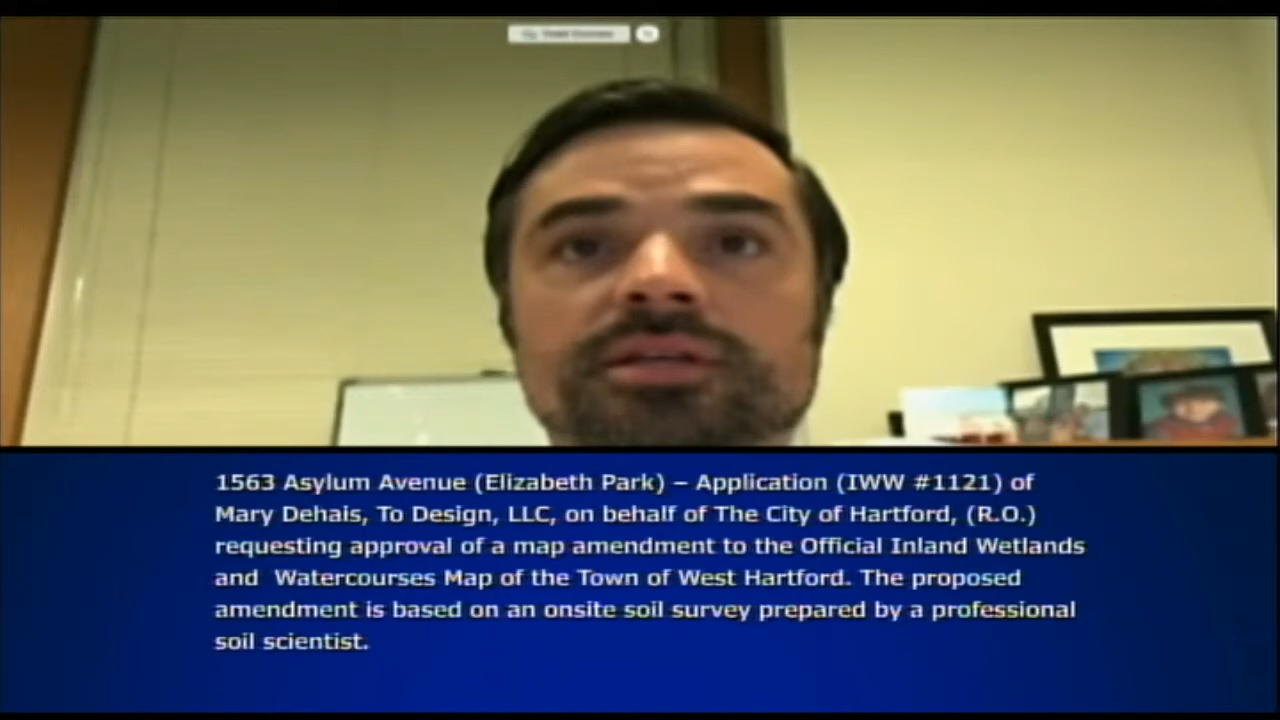 1563 Asylum Avenue (Elizabeth Park) – Application (IWW #1121) of
Mary Dehais, To Design, LLC, on behalf of The City of Hartford, (R.O.)
requesting approval of a map amendment to the Official Inland Wetlands
and  Watercourses Map of the Town of West Hartford. The proposed
amendment is based on an onsite soil survey prepared by a professional
soil scientist.